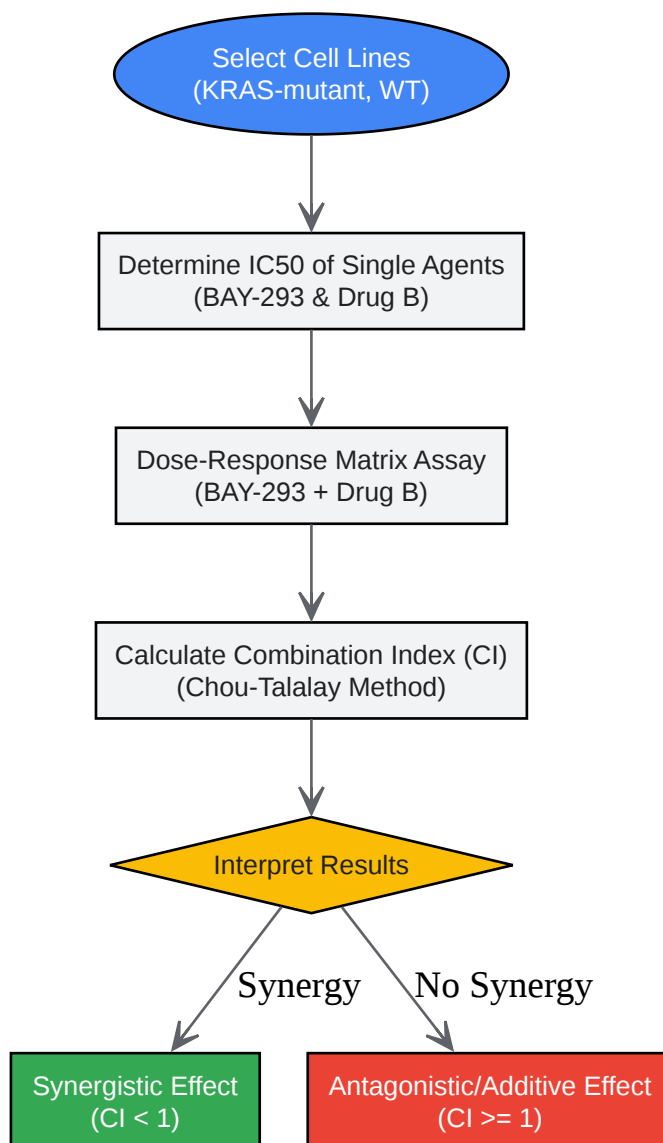 Select Cell Lines
(KRAS-mutant, WT)
Determine IC50 of Single Agents
(BAY-293 & Drug B)
Dose-Response Matrix Assay
(BAY-293 + Drug B)
Calculate Combination Index (CI)
(Chou-Talalay Method)
Interpret Results
Synergy
No Synergy
Synergistic Effect
(CI < 1)
Antagonistic/Additive Effect
(CI >= 1)